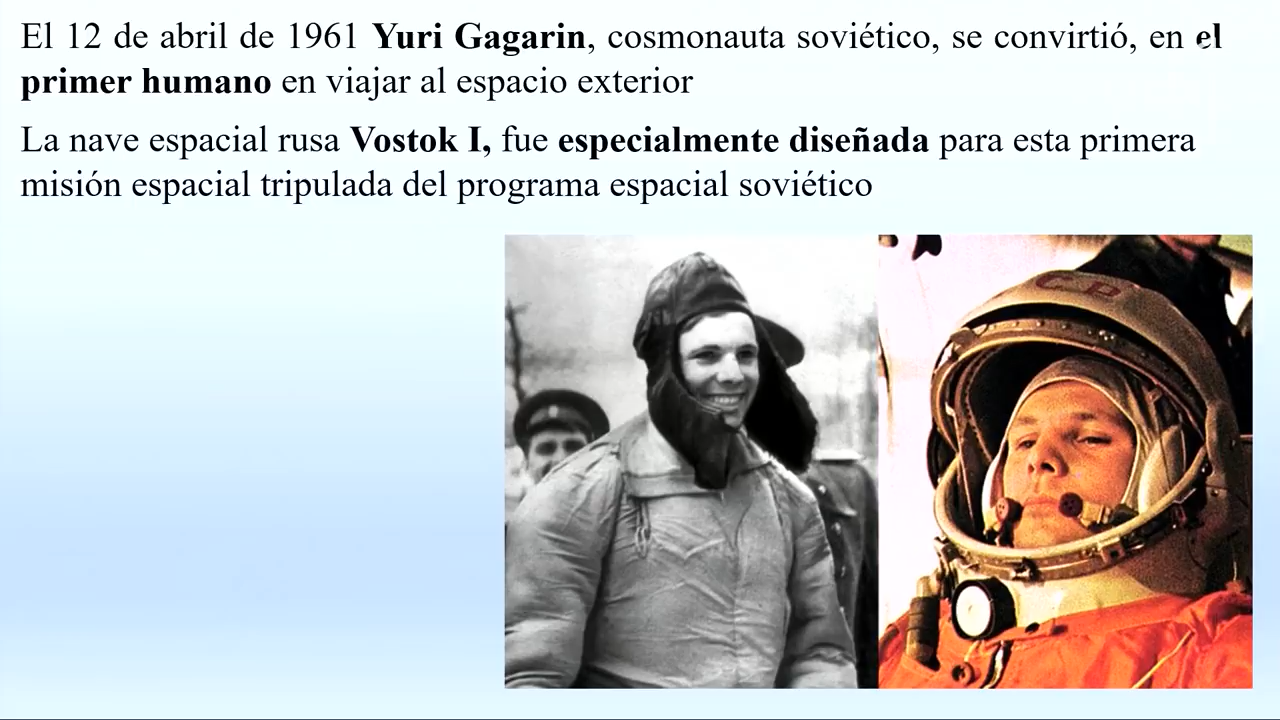 El 12 de abril de 1961 Yuri Gagarin, cosmonauta soviético, se convirtió, en el
primer humano en viajar al espacio exterior
La nave espacial rusa Vostok I, fue especialmente diseñada para esta primera
misión espacial tripulada del programa espacial soviético